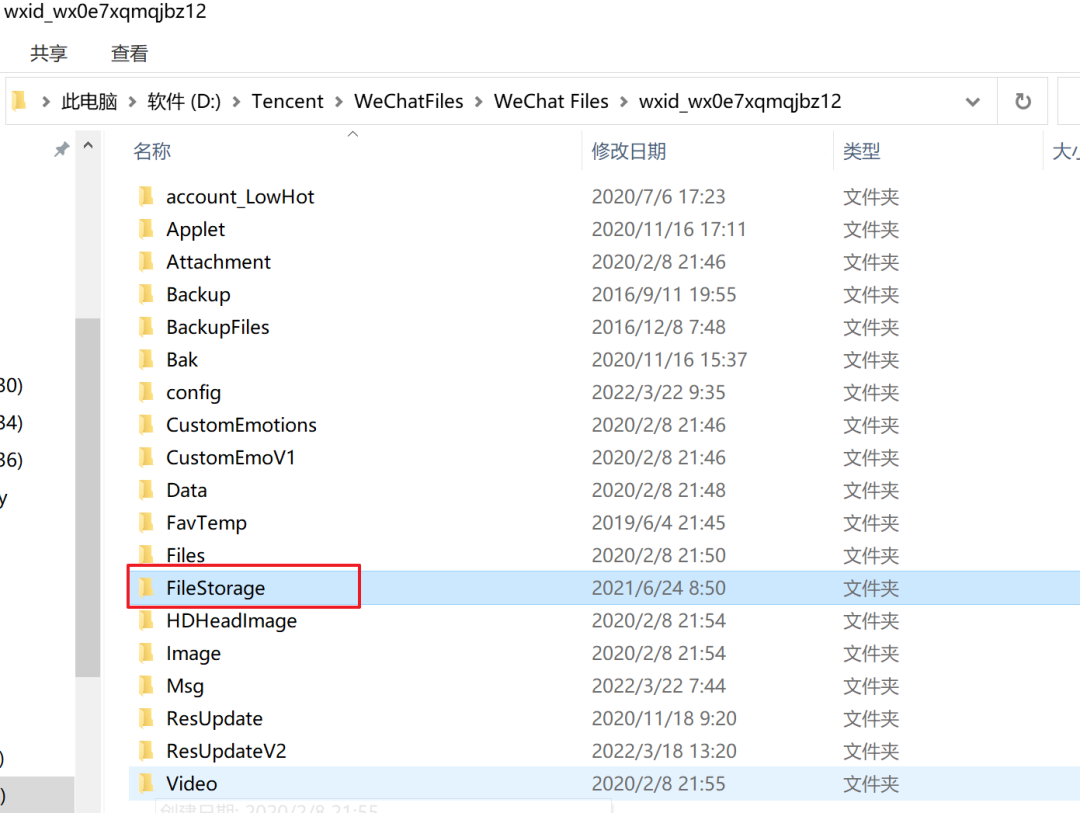 wxid_wx0e7xqmqjbz12
共享 查看
此电脑 > 软件 (D:) > Tencent > WeChatFiles > WeChat Files > wxid_wx0e7xqmqjbz12
名称 修改日期 类型 大小
account_LowHot 2020/7/6 17:23 文件夹
Applet 2020/11/16 17:11 文件夹
Attachment 2020/2/8 21:46 文件夹
Backup 2016/9/11 19:55 文件夹
BackupFiles 2016/12/8 7:48 文件夹
Bak 2020/11/16 15:37 文件夹
30)
config 2022/3/22 9:35 文件夹
34)
CustomEmotions 2020/2/8 21:46 文件夹
36)
CustomEmoV1 2020/2/8 21:46 文件夹
y
Data 2020/2/8 21:48 文件夹
FavTemp 2019/6/4 21:45 文件夹
Files 2020/2/8 21:50 文件夹
FileStorage 2021/6/24 8:50 文件夹
HDHeadImage 2020/2/8 21:54 文件夹
Image 2020/2/8 21:54 文件夹
Msg 2022/3/22 7:44 文件夹
ResUpdate 2020/11/18 9:20 文件夹
ResUpdateV2 2022/3/18 13:20 文件夹
)
Video 2020/2/8 21:55 文件夹
)
创建日期: 2020/2/8 21:55